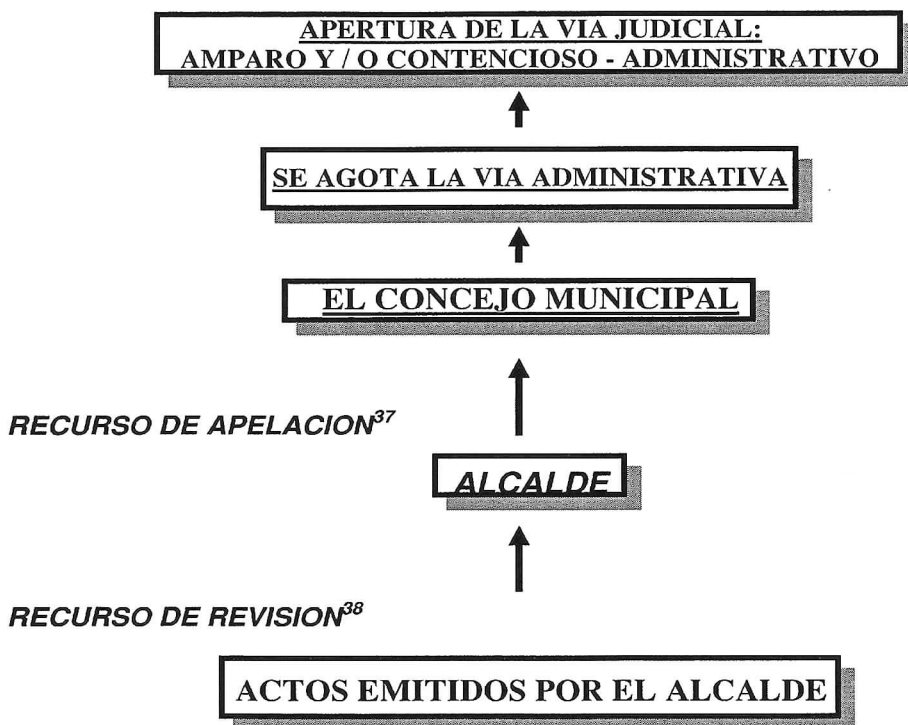 APERTURA DE LA VIA JUDICIAL:
AMPARO Y / O CONTENCIOSO - ADMINISTRATIVO
SE AGOTA LA VIA ADMINISTRATIVA
EL CONCEJO MUNICIPAL
RECURSO DE APELACION37
ALCALDE
RECURSO DE REVISION38
ACTOS EMITIDOS POR EL ALCALDE